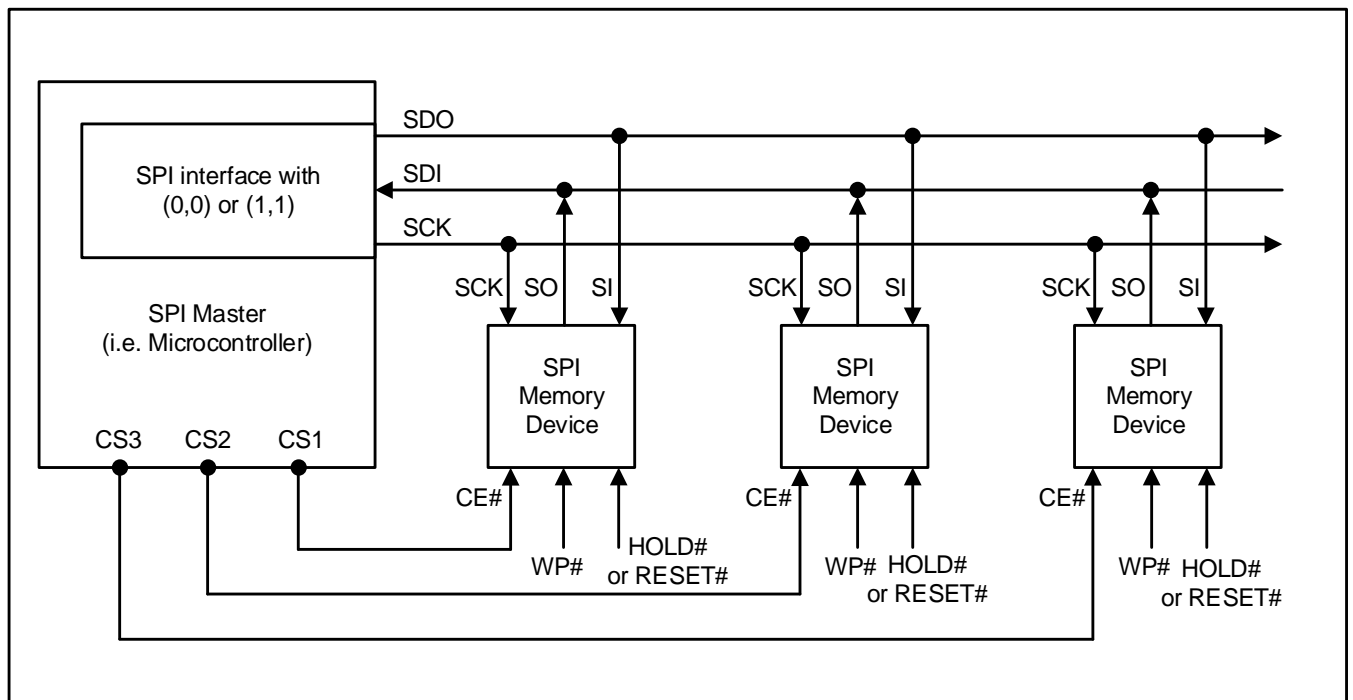 SDO
SPI interface with
(0,0) or (1,1)
SDI
SCK
SPI Master
(i.e. Microcontroller)
CS3 CS2 CS1
SCK SO SI
SPI
Memory
Device
CE#
WP#
HOLD#
or RESET#
SCK SO SI
SPI
Memory
Device
CE#
WP#
HOLD#
or RESET#
SCK SO SI
SPI
Memory
Device
CE#
WP#
HOLD#
or RESET#